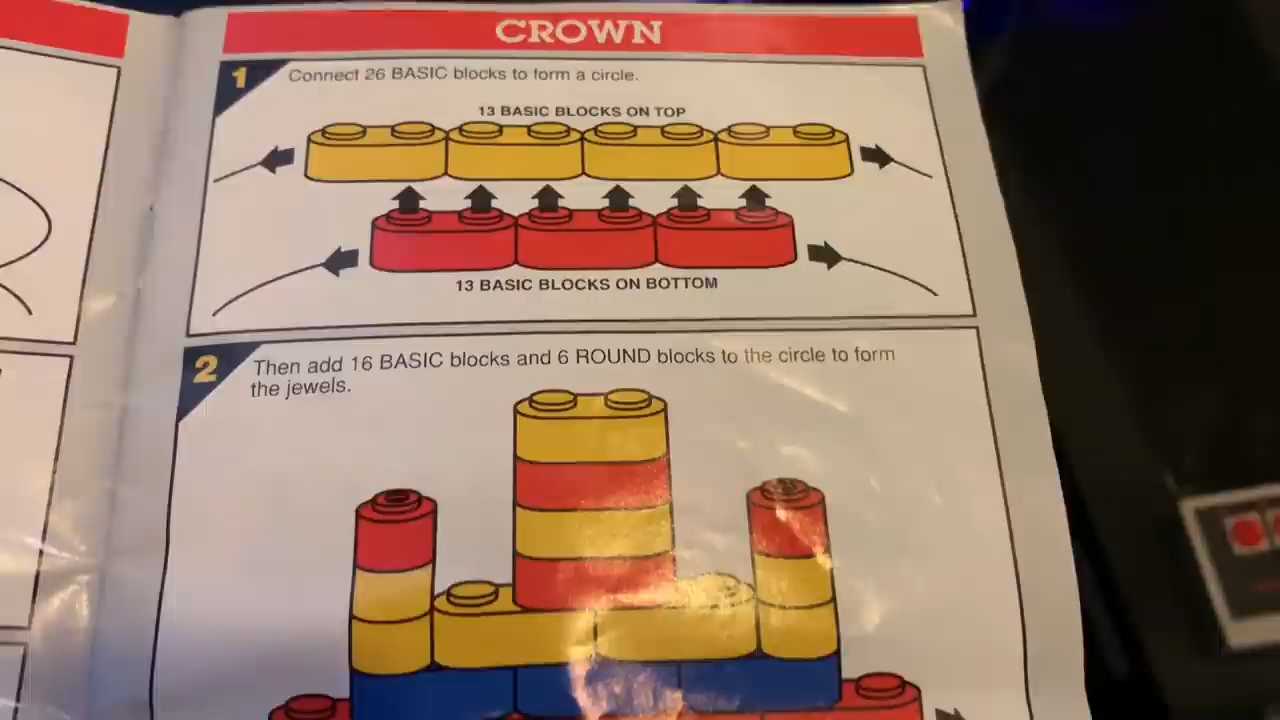 CROWN
1
Connect 26 BASIC blocks to form a circle.
13 BASIC BLOCKS ON TOP
13 BASIC BLOCKS ON BOTTOM
2
Then add 16 BASIC blocks and 6 ROUND blocks to the circle to form
the jewels.